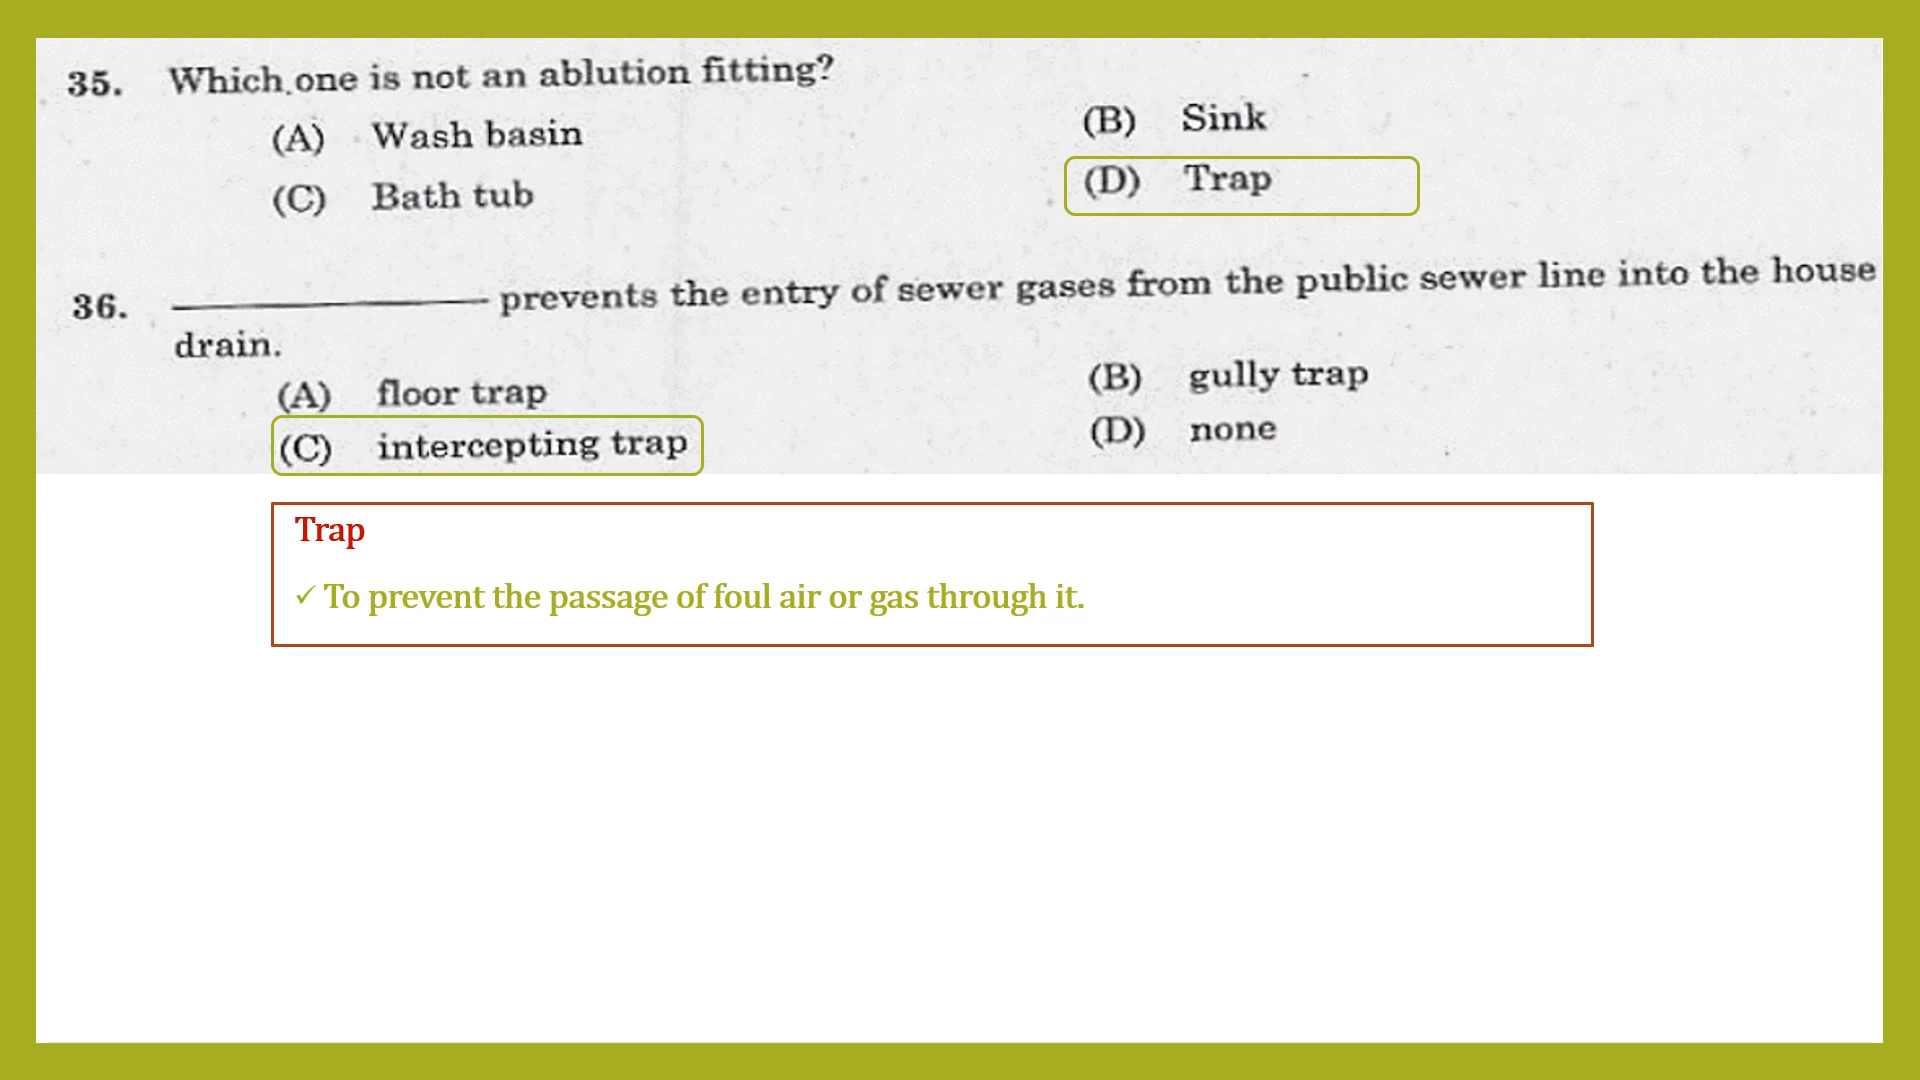 35. Which one is not an ablution fitting?
(A) Wash basin (B) Sink
(C) Bath tub (D) Trap
36. ____________ prevents the entry of sewer gases from the public sewer line into the house
drain.
(A) floor trap (B) gully trap
(C) intercepting trap (D) none
Trap
✓ To prevent the passage of foul air or gas through it.